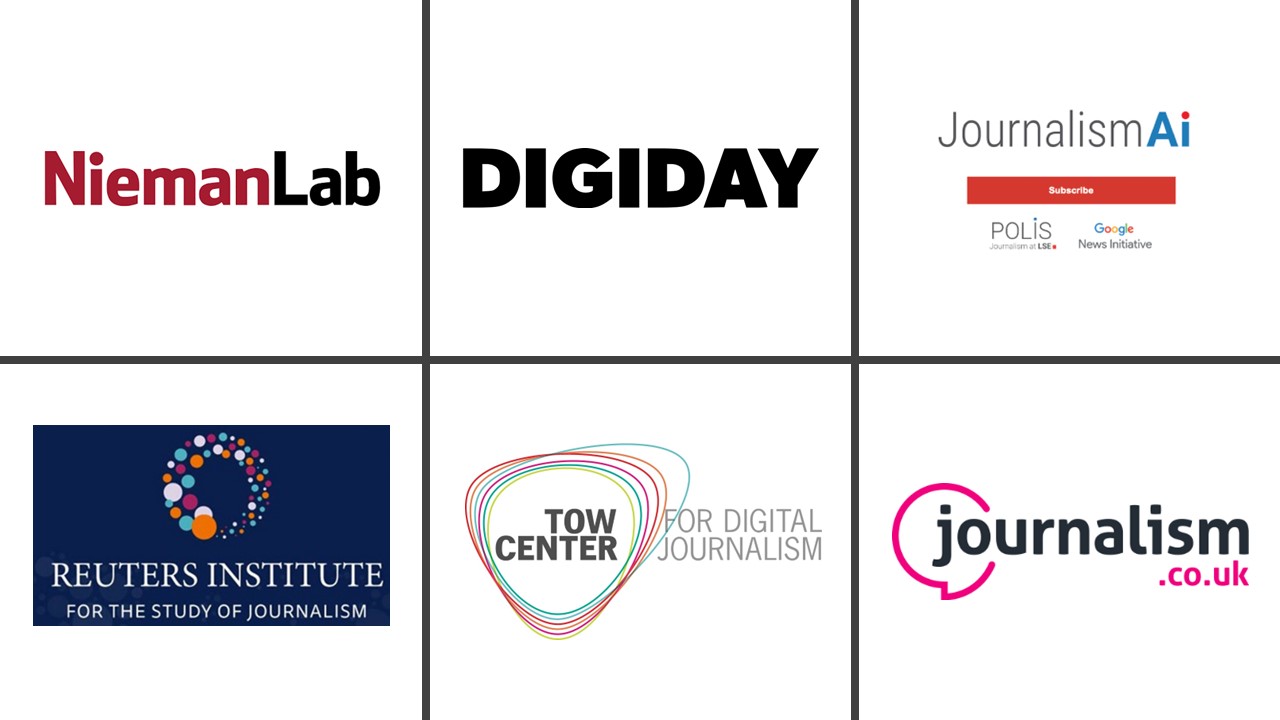 NiemanLab
DIGIDAY
JournalismAi
Subscribe
POLIS
Journalism at LSE
Google
News Initiative
REUTERS INSTITUTE
FOR THE STUDY OF JOURNALISM
TOW
CENTER
FOR DIGITAL
JOURNALISM
journalism
.co.uk